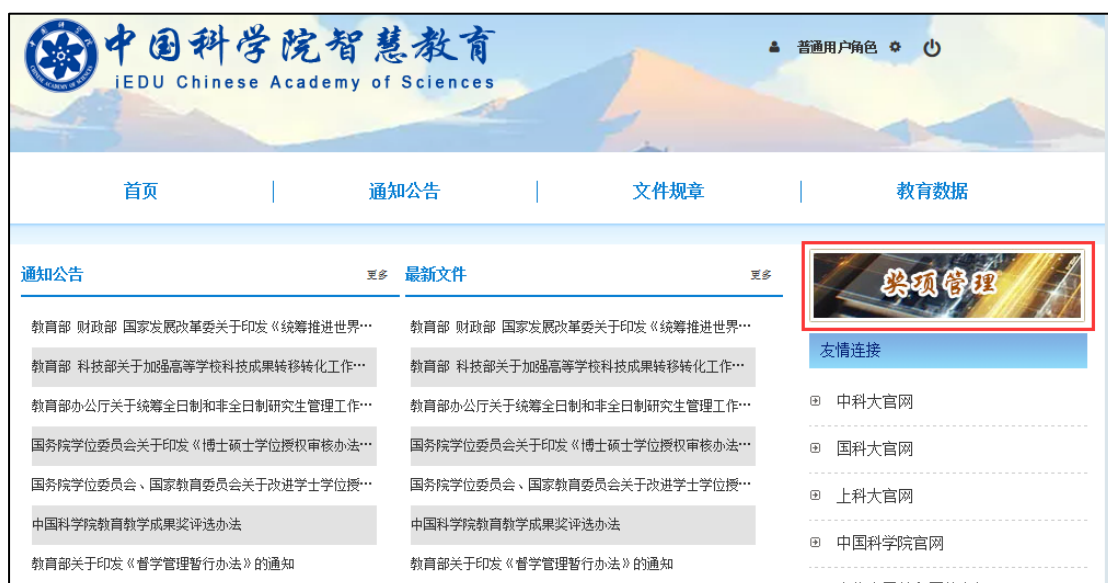 中国科学院智慧教育
iEDU Chinese Academy of Sciences
普通用户角色
首页
通知公告
文件规章
教育数据
通知公告
更多
教育部 财政部 国家发展改革委关于印发《统筹推进世界…
教育部 科技部关于加强高等学校科技成果转移转化工作…
教育部办公厅关于统筹全日制和非全日制研究生管理工作…
国务院学位委员会关于印发《博士硕士学位授权审核办法…
国务院学位委员会、国家教育委员会关于改进学士学位授…
中国科学院教育教学成果奖评选办法
教育部关于印发《督学管理暂行办法》的通知
最新文件
更多
教育部 财政部 国家发展改革委关于印发《统筹推进世界…
教育部 科技部关于加强高等学校科技成果转移转化工作…
教育部办公厅关于统筹全日制和非全日制研究生管理工作…
国务院学位委员会关于印发《博士硕士学位授权审核办法…
国务院学位委员会、国家教育委员会关于改进学士学位授…
中国科学院教育教学成果奖评选办法
教育部关于印发《督学管理暂行办法》的通知
奖项管理
友情连接
中科大官网
国科大官网
上科大官网
中国科学院官网